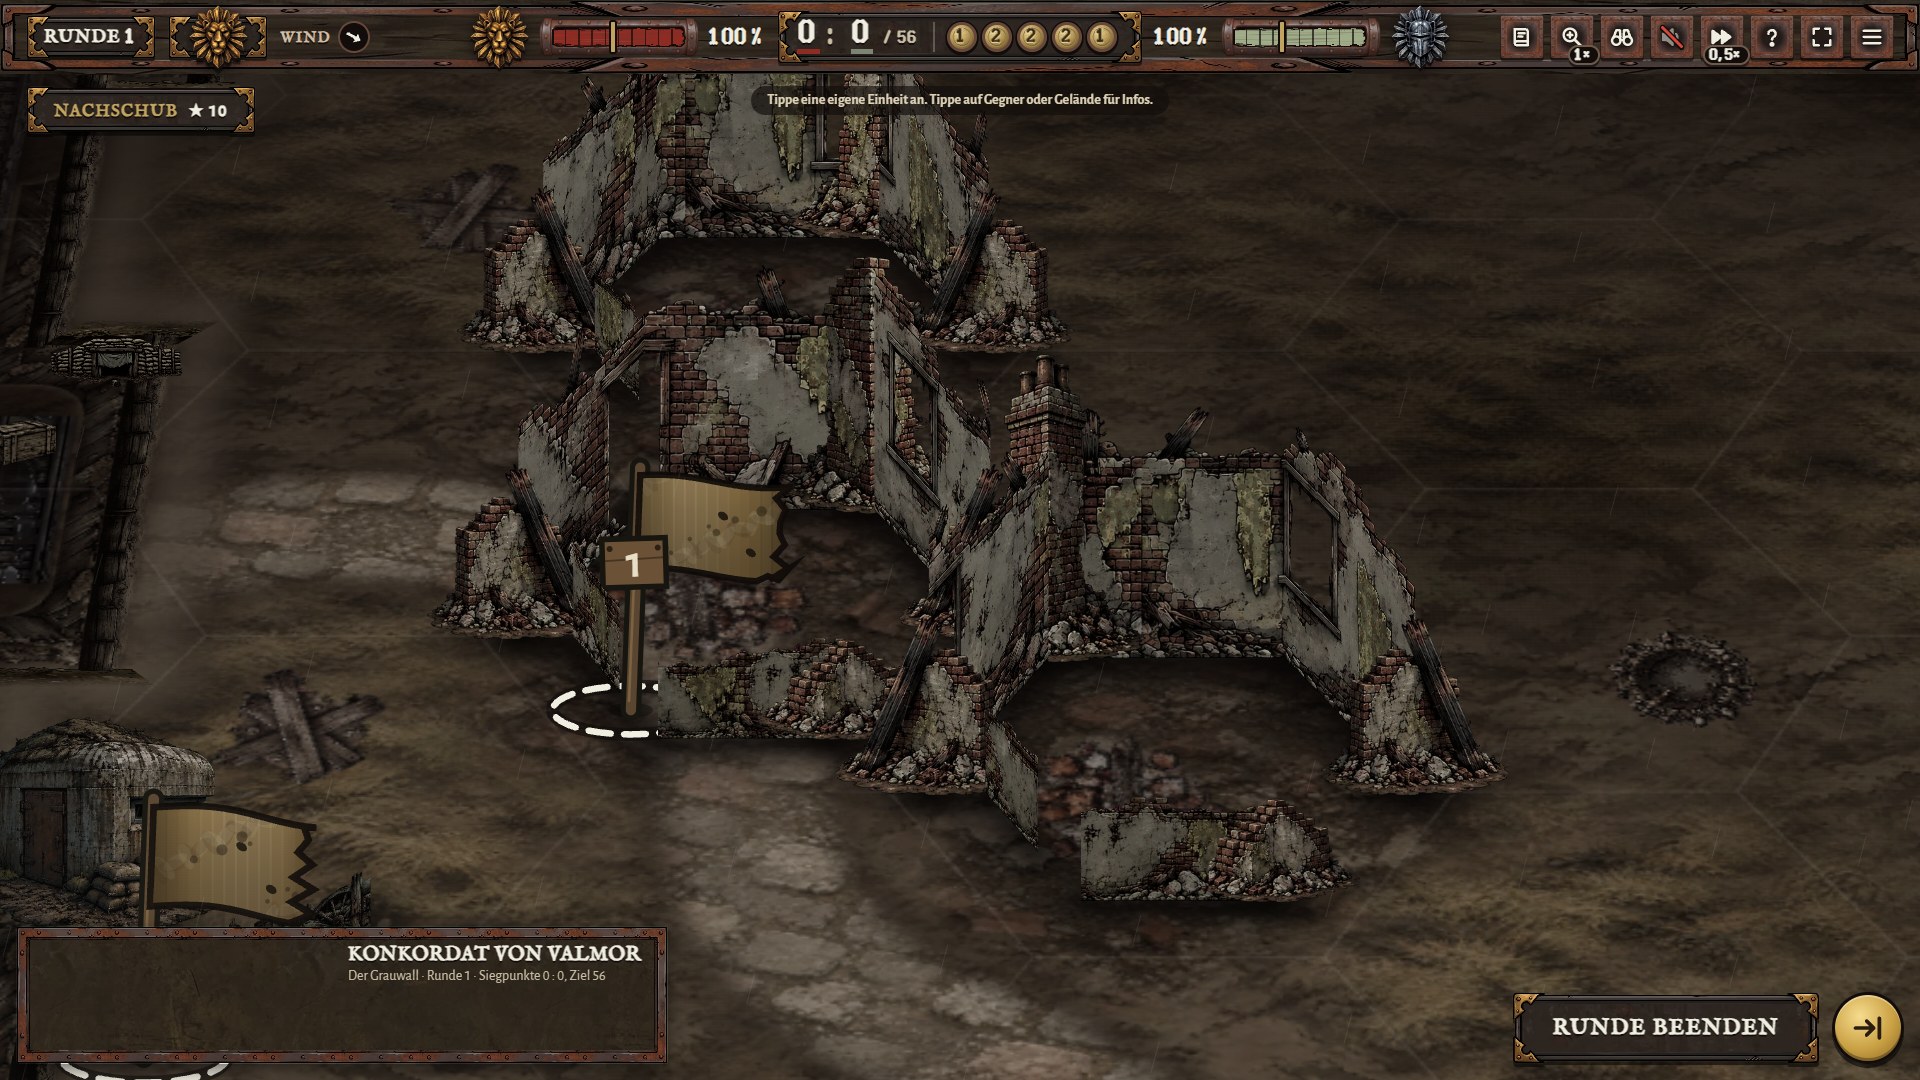 RUNDE 1
WIND
100%
0 : 0 / 56
1 2 2 2 1
100%
1×
0,5×
?
NACHSCHUB ★ 10
Tippe eine eigene Einheit an. Tippe auf Gegner oder Gelände für Infos.
1
KONKORDAT VON VALMOR
Der Grauwall · Runde 1 · Siegpunkte 0 : 0, Ziel 56
RUNDE BEENDEN